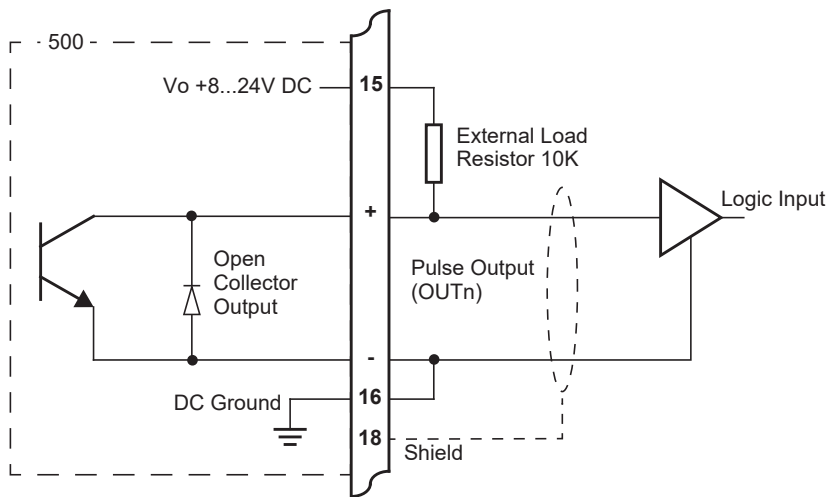 500
Vo +8...24V DC
15
External Load
Resistor 10K
+
Logic Input
Open
Collector
Output
Pulse Output
(OUTn)
-
DC Ground
16
18
Shield